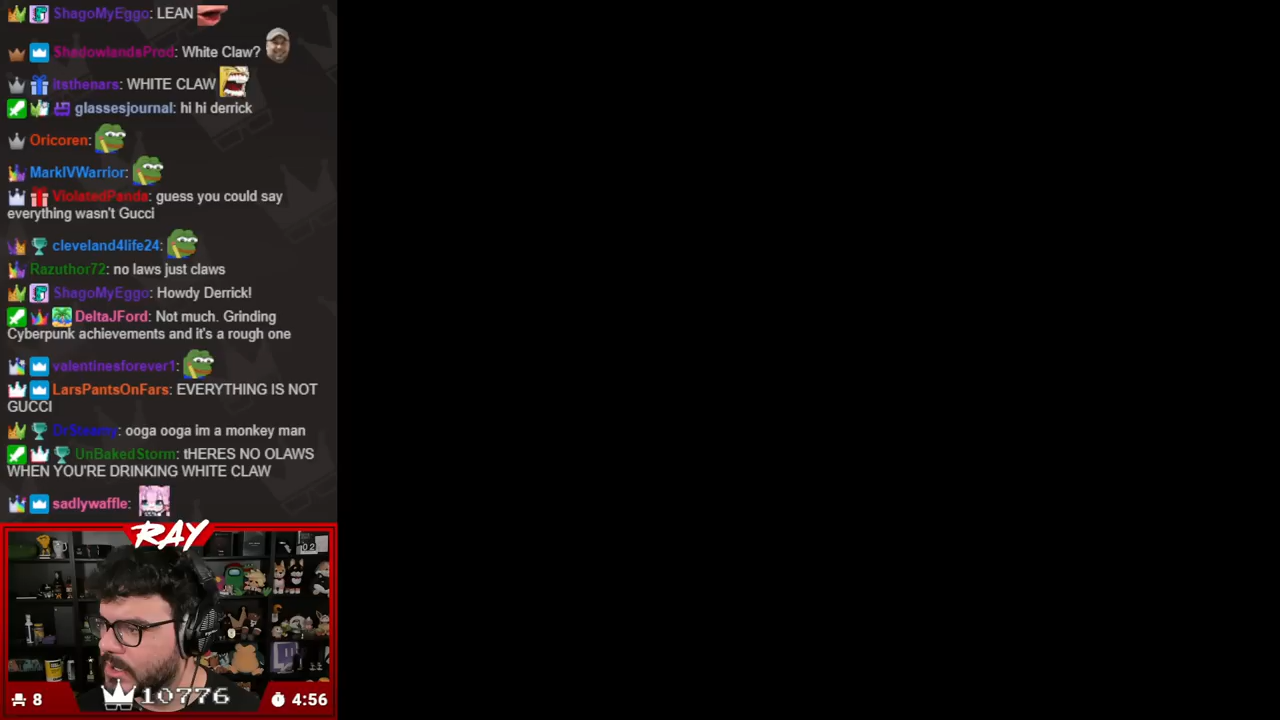 ShagoMyEggo: LEAN
ShadowlandsProd: White Claw?
itsthenars: WHITE CLAW
glassesjournal: hi hi derrick
Oricoren:
MarkIVWarrior:
ViolatedPanda: guess you could say
everything wasn't Gucci
cleveland4life24:
Razuthor72: no laws just claws
ShagoMyEggo: Howdy Derrick!
DeltaJFord: Not much. Grinding
Cyberpunk achievements and it's a rough one
valentinesforever1:
LarsPantsOnFars: EVERYTHING IS NOT
GUCCI
DrSteamy: ooga ooga im a monkey man
UnBakedStorm: tHERES NO OLAWS
WHEN YOU'RE DRINKING WHITE CLAW
sadlywaffle:
RAY
8
10776
4:56